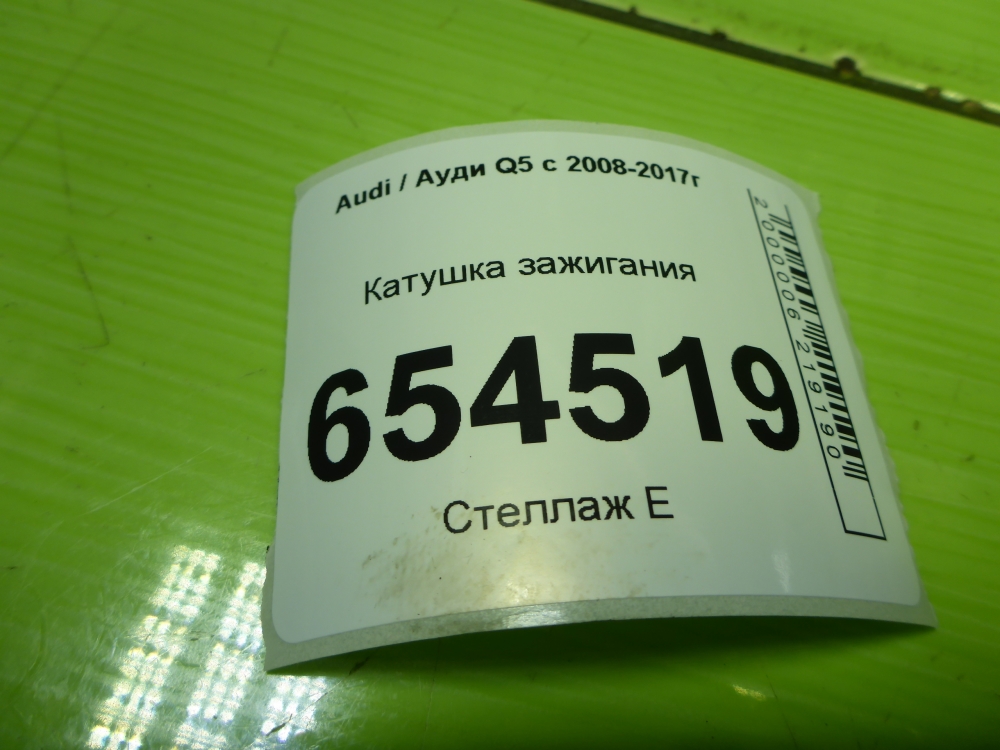 Audi / Ауди Q5 с 2008-2017г
Катушка зажигания
654519
Стеллаж Е
2000006219190